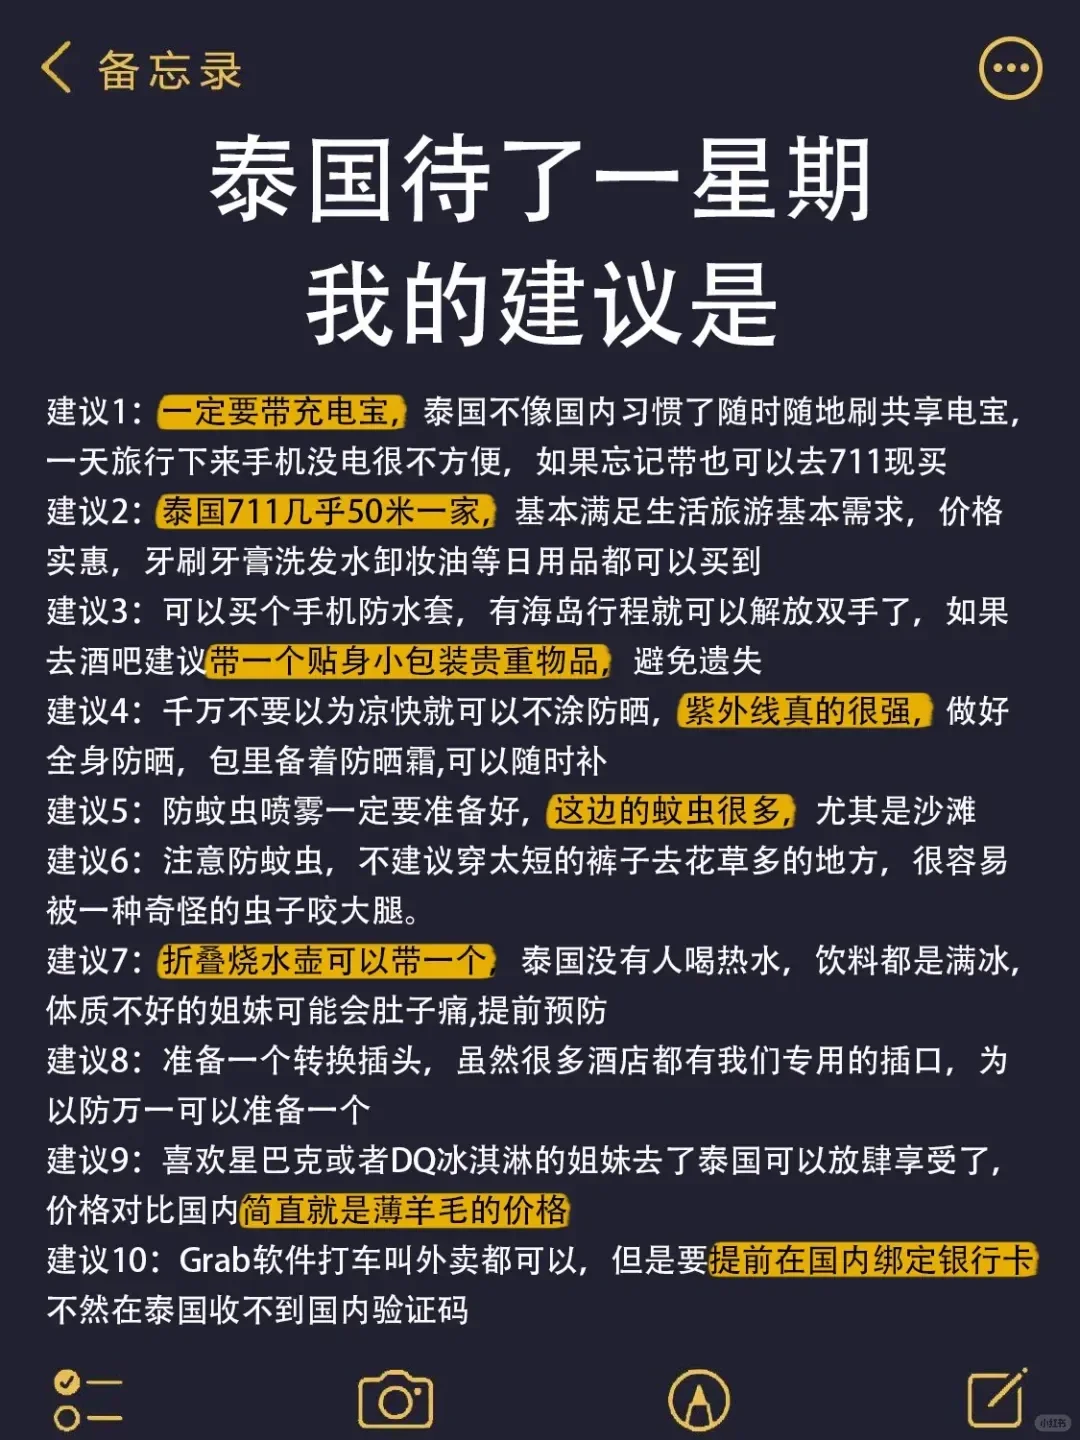 备忘录
泰国待了一星期
我的建议是
建议1：一定要带充电宝，泰国不像国内习惯了随时随地刷共享电宝，
一天旅行下来手机没电很不方便，如果忘记带也可以去711现买
建议2：泰国711几乎50米一家，基本满足生活旅游基本需求，价格
实惠，牙刷牙膏洗发水卸妆油等日用品都可以买到
建议3：可以买个手机防水套，有海岛行程就可以解放双手了，如果
去酒吧建议带一个贴身小包装贵重物品，避免遗失
建议4：千万不要以为凉快就可以不涂防晒，紫外线真的很强，做好
全身防晒，包里备着防晒霜,可以随时补
建议5：防蚊虫喷雾一定要准备好，这边的蚊虫很多，尤其是沙滩
建议6：注意防蚊虫，不建议穿太短的裤子去花草多的地方，很容易
被一种奇怪的虫子咬大腿。
建议7：折叠烧水壶可以带一个，泰国没有人喝热水，饮料都是满冰，
体质不好的姐妹可能会肚子痛,提前预防
建议8：准备一个转换插头，虽然很多酒店都有我们专用的插口，为
以防万一可以准备一个
建议9：喜欢星巴克或者DQ冰淇淋的姐妹去了泰国可以放肆享受了，
价格对比国内简直就是薄羊毛的价格
建议10：Grab软件打车叫外卖都可以，但是要提前在国内绑定银行卡
不然在泰国收不到国内验证码
小红书